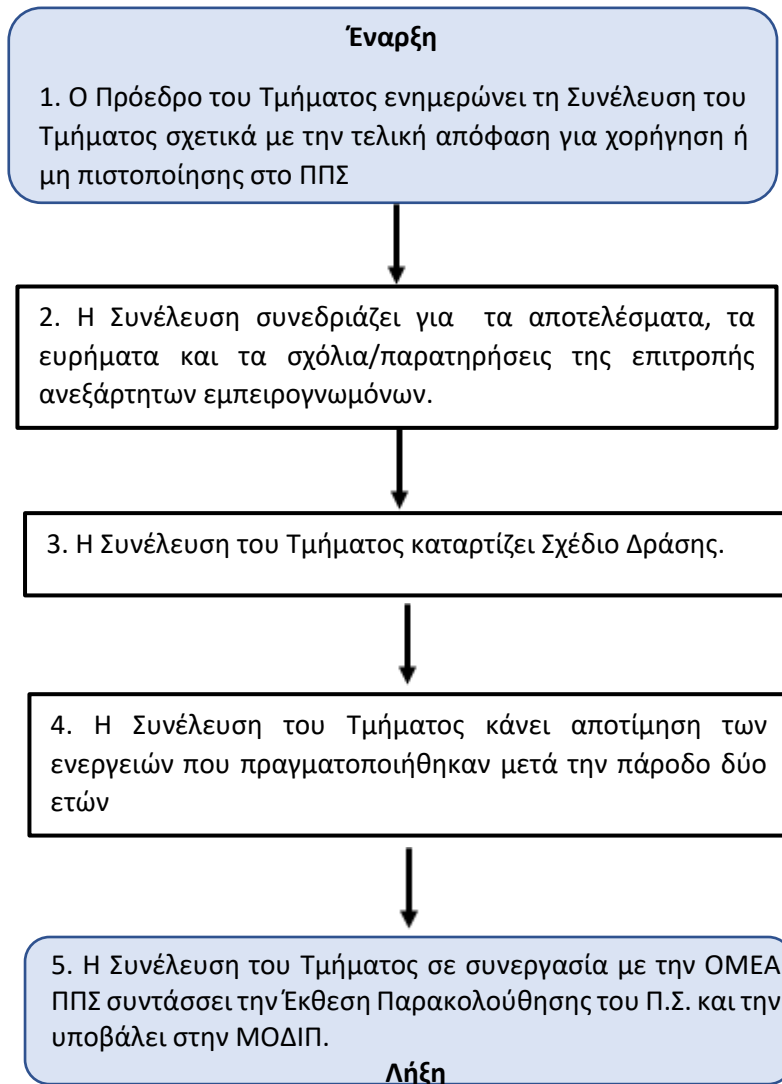 Έναρξη
1. Ο Πρόεδρο του Τμήματος ενημερώνει τη Συνέλευση του
Τμήματος σχετικά με την τελική απόφαση για χορήγηση ή
μη πιστοποίησης στο ΠΠΣ
2. Η Συνέλευση συνεδριάζει για τα αποτελέσματα, τα
ευρήματα και τα σχόλια/παρατηρήσεις της επιτροπής
ανεξάρτητων εμπειρογνωμόνων.
3. Η Συνέλευση του Τμήματος καταρτίζει Σχέδιο Δράσης.
4. Η Συνέλευση του Τμήματος κάνει αποτίμηση των
ενεργειών που πραγματοποιήθηκαν μετά την πάροδο δύο
ετών
5. Η Συνέλευση του Τμήματος σε συνεργασία με την ΟΜΕΑ
ΠΠΣ συντάσσει την Έκθεση Παρακολούθησης του Π.Σ. και την
υποβάλει στην ΜΟΔΙΠ.
Λήξη